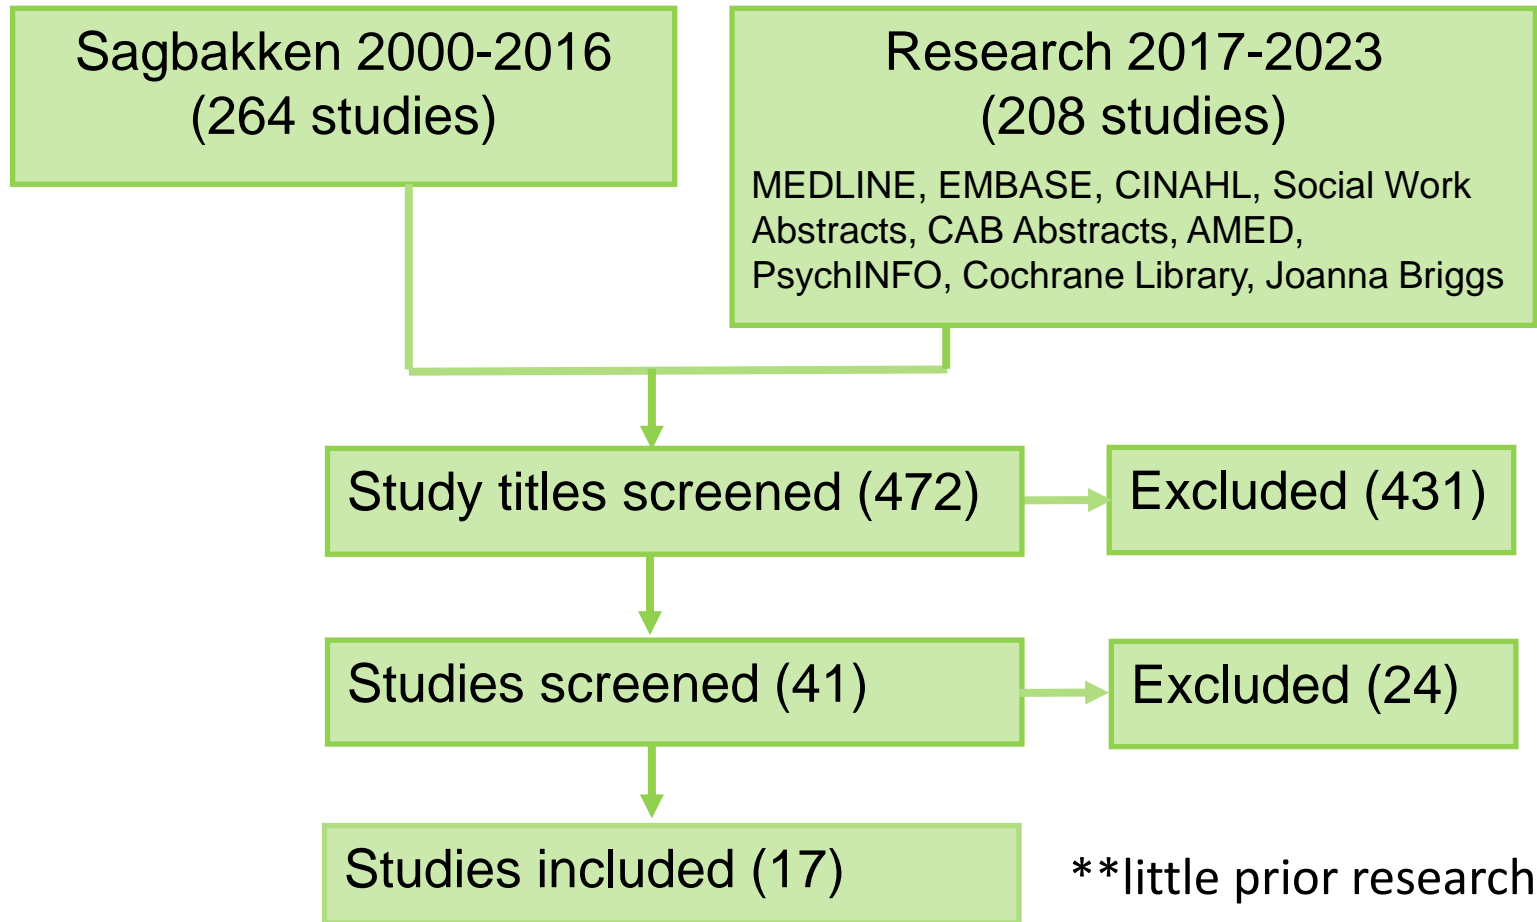 Sagbakken 2000-2016
(264 studies)
Research 2017-2023
(208 studies)
MEDLINE, EMBASE, CINAHL, Social Work
Abstracts, CAB Abstracts, AMED,
PsychINFO, Cochrane Library, Joanna Briggs
Study titles screened (472)
Excluded (431)
Studies screened (41)
Excluded (24)
Studies included (17)
**little prior research